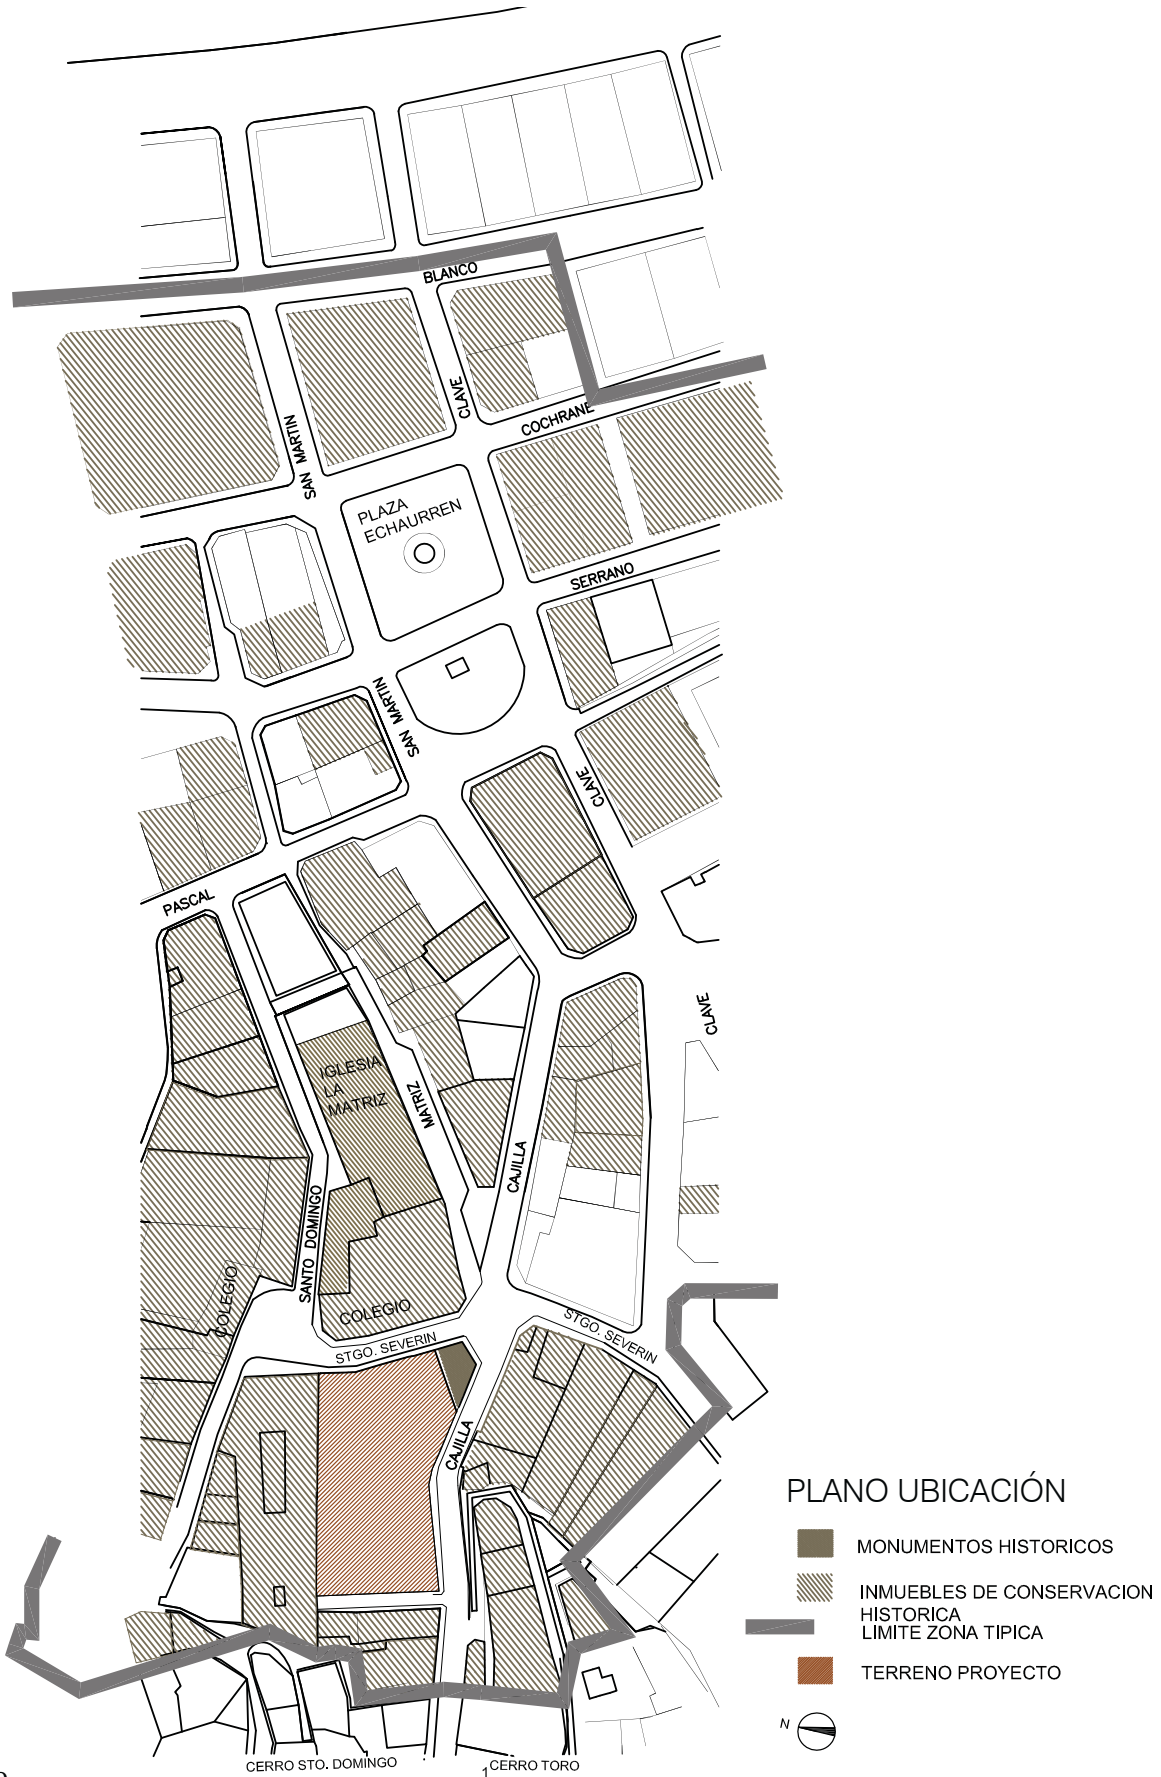 BLANCO
CLAVE
SAN MARTIN
COCHRANE
PLAZA
ECHAURREN
SERRANO
SAN MARTIN
CLAVE
PASCAL
CLAVE
IGLESIA
LA
MATRIZ
MATRIZ
CAJILLA
SANTO DOMINGO
COLEGIO
COLEGIO
STGO. SEVERIN
STGO. SEVERIN
CAJILLA
PLANO UBICACIÓN
MONUMENTOS HISTORICOS
INMUEBLES DE CONSERVACION
HISTORICA
LIMITE ZONA TIPICA
TERRENO PROYECTO
N
CERRO STO. DOMINGO
1
CERRO TORO